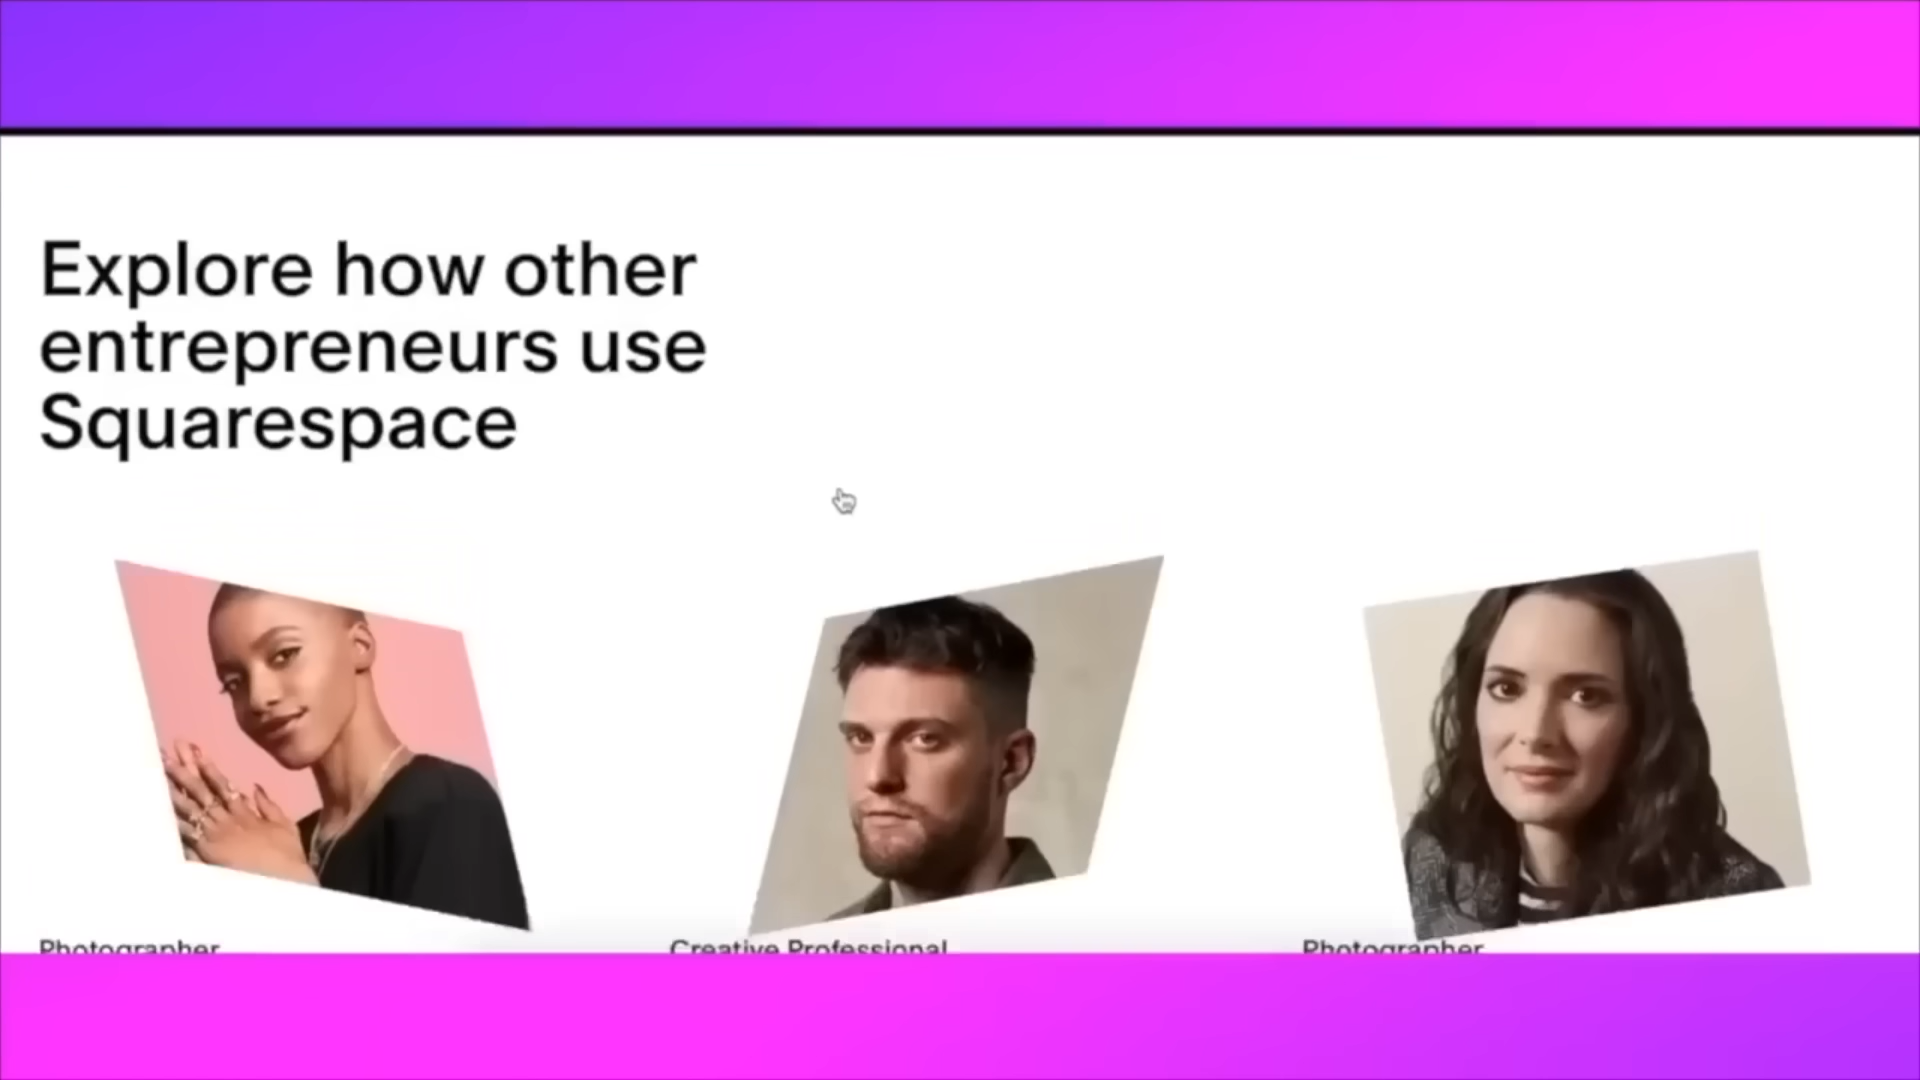 Explore how other
entrepreneurs use
Squarespace
Photographer
Creative Professional
Photographer